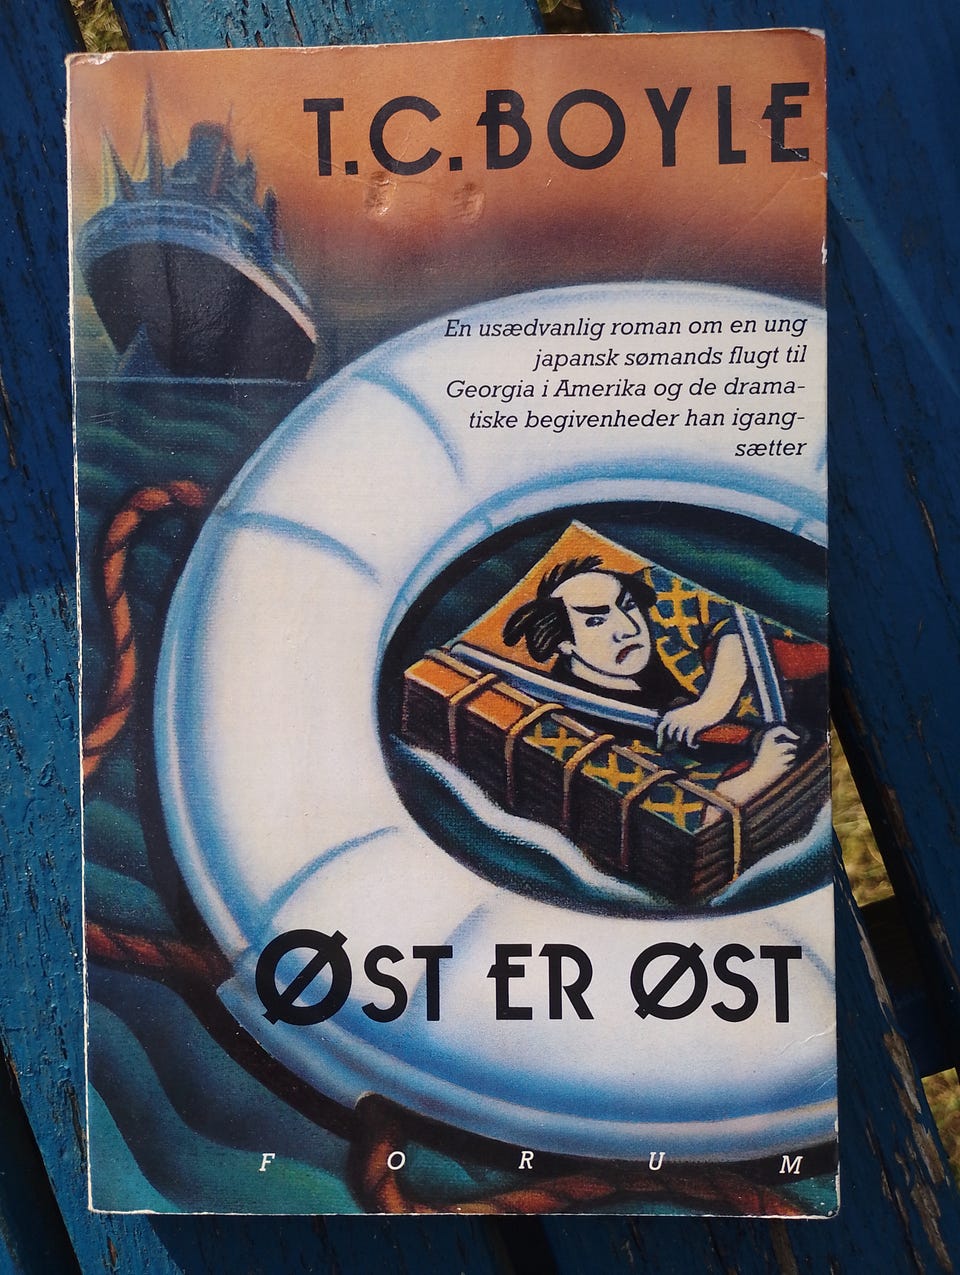 T.C. BOYLE
En usædvanlig roman om en ung
japansk sømands flugt til
Georgia i Amerika og de drama-
tiske begivenheder han igang-
sætter
ØST ER ØST
FORUM